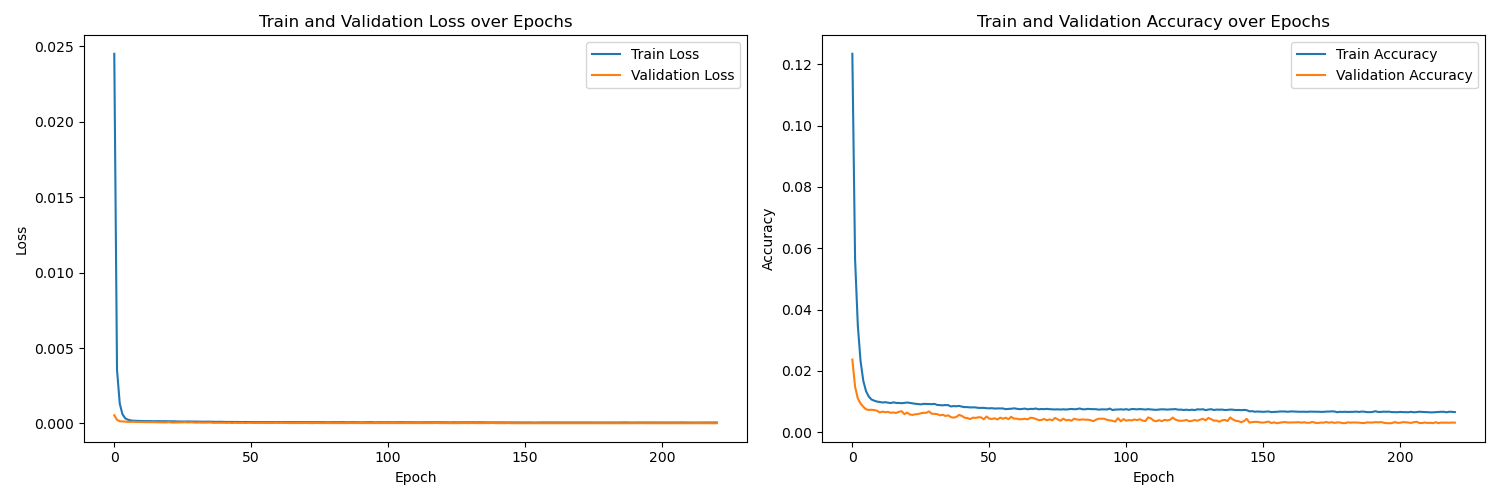 Train and Validation Loss over Epochs
Train Loss
Validation Loss
0.025
0.020
0.015
0.010
0.005
0.000
Loss
0
50
100
150
200
Epoch
Train and Validation Accuracy over Epochs
Train Accuracy
Validation Accuracy
0.12
0.10
0.08
0.06
0.04
0.02
0.00
Accuracy
0
50
100
150
200
Epoch